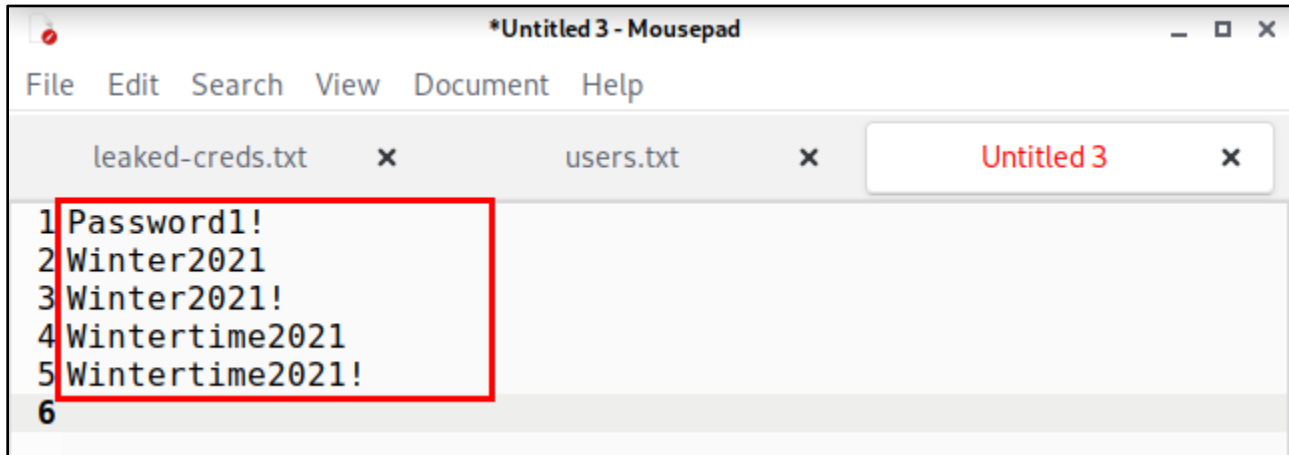 *Untitled 3 - Mousepad
File Edit Search View Document Help
leaked-creds.txt × users.txt × Untitled 3 ×
1 Password1!
2 Winter2021
3 Winter2021!
4 Wintertime2021
5 Wintertime2021!
6